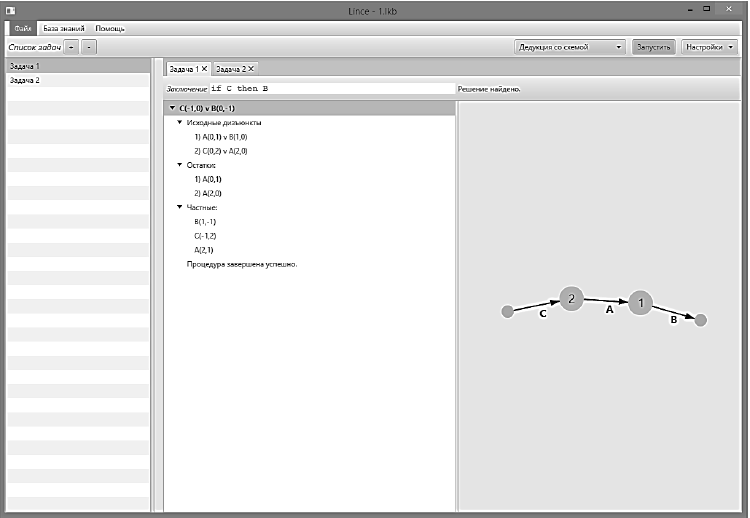 Lince - 1.lkb
Файл База знаний Помощь
Список задач + -
Дедукция со схемой Запустить Настройки
Задача 1
Задача 2
Задача 1 X Задача 2 X
Заключение if C then B
Решение найдено.
C(-1,0) v B(0,-1)
Исходные дизъюнкты
1) A(0,1) v B(1,0)
2) C(0,2) v A(2,0)
Остатки:
1) A(0,1)
2) A(2,0)
Частные:
B(1,-1)
C(-1,2)
A(2,1)
Процедура завершена успешно.
2 1
C A B